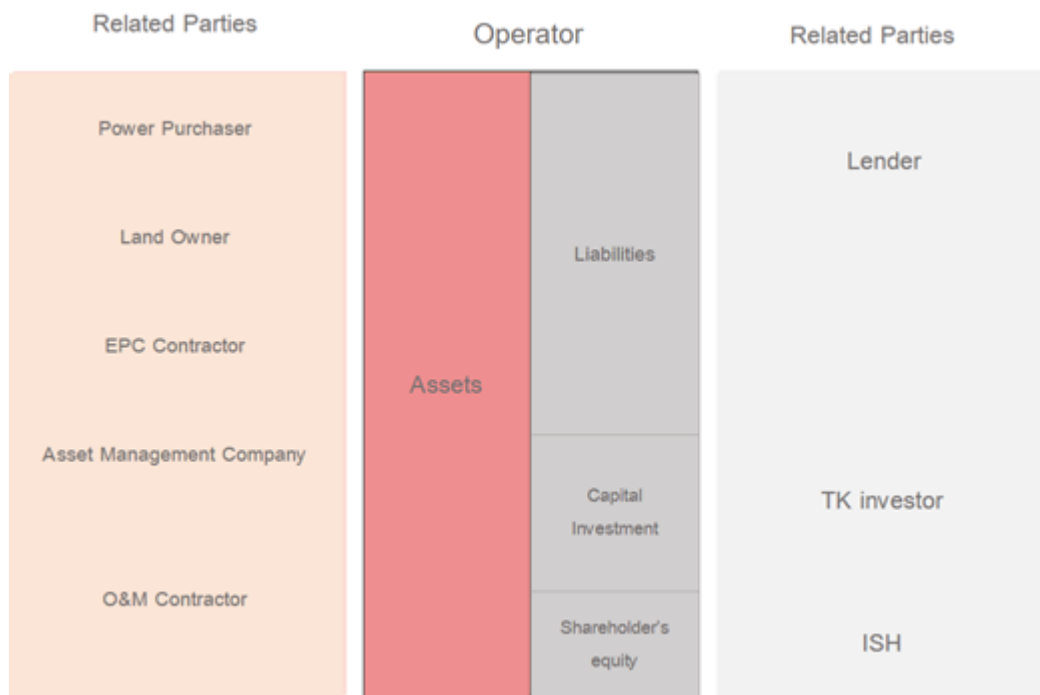 Related Parties
Operator
Related Parties
Power Purchaser
Land Owner
EPC Contractor
Asset Management Company
O&M Contractor
Assets
Liabilities
Capital
Investment
Shareholder's
equity
Lender
TK investor
ISH